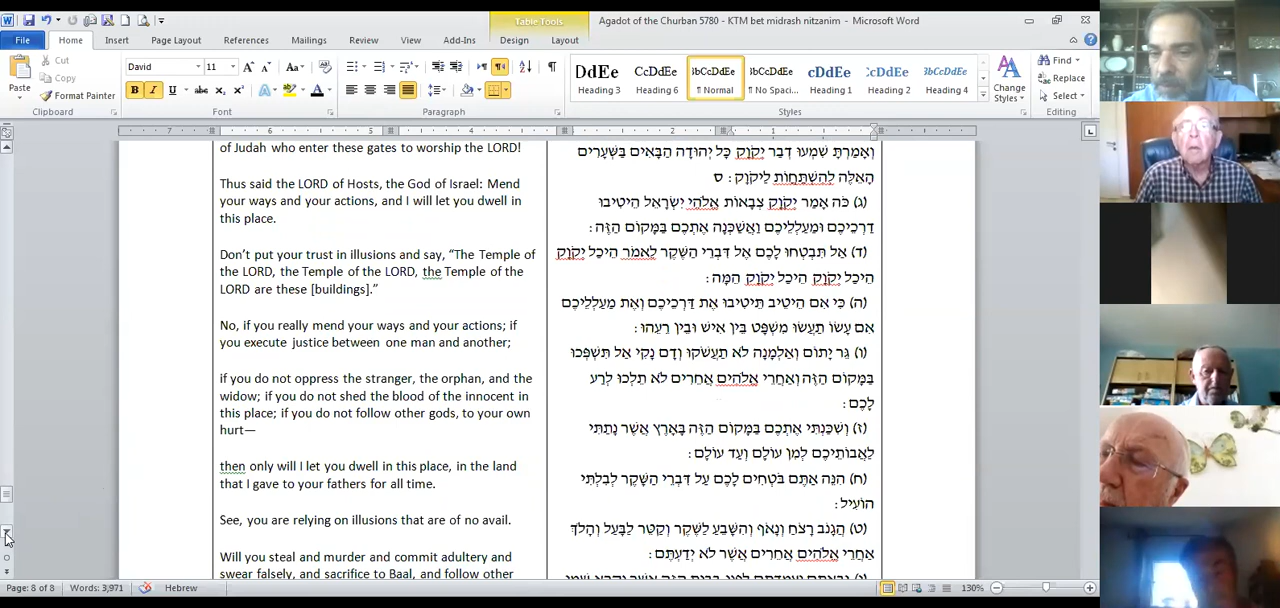 Table Tools
Agadot of the Churban 5780 - KTM bet midrash nitzanim - Microsoft Word
File
Home
Insert
Page Layout
References
Mailings
Review
View
Add-Ins
Design
Layout
Paste
Cut
Copy
Format Painter
Clipboard
David
11
Font
Paragraph
DdEe
Heading 3
CcDdEe
Heading 6
¶ Normal
¶ No Spaci...
cDdEe
Heading 1
Heading 2
Heading 4
Styles
Change
Styles
Find
Replace
Select
Editing
of Judah who enter these gates to worship the LORD!
Thus said the LORD of Hosts, the God of Israel: Mend
your ways and your actions, and I will let you dwell in
this place.
Don’t put your trust in illusions and say, “The Temple of
the LORD, the Temple of the LORD, the Temple of the
LORD are these [buildings].”
No, if you really mend your ways and your actions; if
you execute justice between one man and another;
if you do not oppress the stranger, the orphan, and the
widow; if you do not shed the blood of the innocent in
this place; if you do not follow other gods, to your own
hurt—
then only will I let you dwell in this place, in the land
that I gave to your fathers for all time.
See, you are relying on illusions that are of no avail.
Will you steal and murder and commit adultery and
swear falsely, and sacrifice to Baal, and follow other
וְאָמַרְתָּ שִׁמְעוּ דְבַר יְקֹוָק כָּל יְהוּדָה הַבָּאִים בַּשְּׁעָרִים
הָאֵלֶּה לְהִשְׁתַּחֲוֹת לַיקֹוָק: ס
(ג) כֹּה אָמַר יְקֹוָק צְבָאוֹת אֱלֹהֵי יִשְׂרָאֵל הֵיטִיבוּ
דַרְכֵיכֶם וּמַעַלְלֵיכֶם וַאֲשַׁכְּנָה אֶתְכֶם בַּמָּקוֹם הַזֶּה:
(ד) אַל תִּבְטְחוּ לָכֶם אֶל דִּבְרֵי הַשֶּׁקֶר לֵאמֹר הֵיכַל יְקֹוָק
הֵיכַל יְקֹוָק הֵיכַל יְקֹוָק הֵמָּה:
(ה) כִּי אִם הֵיטֵיב תֵּיטִיבוּ אֶת דַּרְכֵיכֶם וְאֶת מַעַלְלֵיכֶם
אִם עָשׂוֹ תַעֲשׂוּ מִשְׁפָּט בֵּין אִישׁ וּבֵין רֵעֵהוּ:
(ו) גֵּר יָתוֹם וְאַלְמָנָה לֹא תַעֲשֹׁקוּ וְדָם נָקִי אַל תִּשְׁפְּכוּ
בַּמָּקוֹם הַזֶּה וְאַחֲרֵי אֱלֹהִים אֲחֵרִים לֹא תֵלְכוּ לְרַע
לָכֶם:
(ז) וְשִׁכַּנְתִּי אֶתְכֶם בַּמָּקוֹם הַזֶּה בָּאָרֶץ אֲשֶׁר נָתַתִּי
לַאֲבוֹתֵיכֶם לְמִן עוֹלָם וְעַד עוֹלָם:
(ח) הִנֵּה אַתֶּם בֹּטְחִים לָכֶם עַל דִּבְרֵי הַשָּׁקֶר לְבִלְתִּי
הוֹעִיל:
(ט) הֲגָנֹב רָצֹחַ וְנָאֹף וְהִשָּׁבֵעַ לַשֶּׁקֶר וְקַטֵּר לַבָּעַל וְהָלֹךְ
אַחֲרֵי אֱלֹהִים אֲחֵרִים אֲשֶׁר לֹא יְדַעְתֶּם:
Page: 8 of 8
Words: 3,971
Hebrew
130%